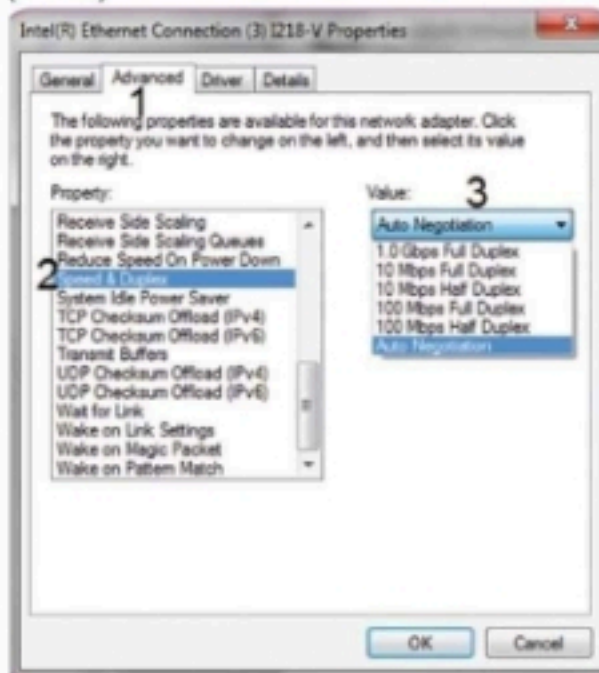 Intel(R) Ethernet Connection (3) I218-V Properties
General Advanced Driver Details
1
The following properties are available for this network adapter. Click
the property you want to change on the left, and then select its value
on the right.
Property:
Receive Side Scaling
Receive Side Scaling Queues
Reduce Speed On Power Down
2
Speed & Duplex
System Idle Power Saver
TCP Checksum Offload (IPv4)
TCP Checksum Offload (IPv6)
Transmit Buffers
UDP Checksum Offload (IPv4)
UDP Checksum Offload (IPv6)
Wait for Link
Wake on Link Settings
Wake on Magic Packet
Wake on Pattern Match
Value:
3
Auto Negotiation
1.0 Gbps Full Duplex
10 Mbps Full Duplex
10 Mbps Half Duplex
100 Mbps Full Duplex
100 Mbps Half Duplex
Auto Negotiation
OK Cancel